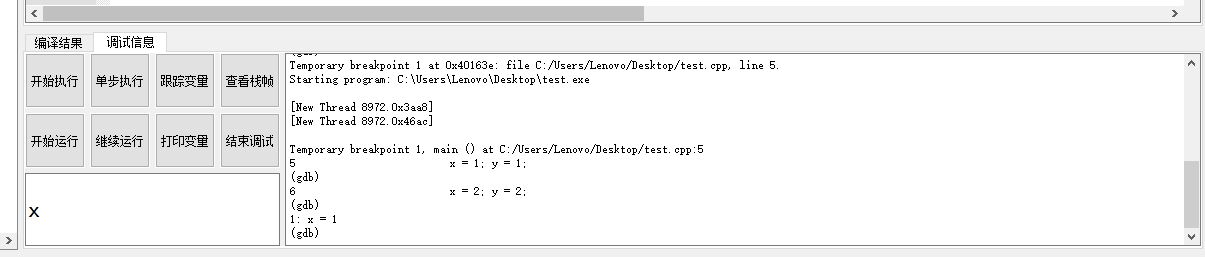 编译结果 调试信息
开始执行 单步执行 跟踪变量 查看栈帧
开始运行 继续运行 打印变量 结束调试
x
(gdb)
Temporary breakpoint 1 at 0x40163e: file C:/Users/Lenovo/Desktop/test.cpp, line 5.
Starting program: C:\Users\Lenovo\Desktop\test.exe
[New Thread 8972.0x3aa8]
[New Thread 8972.0x46ac]
Temporary breakpoint 1, main () at C:/Users/Lenovo/Desktop/test.cpp:5
5 x = 1; y = 1;
(gdb)
6 x = 2; y = 2;
(gdb)
1: x = 1
(gdb)